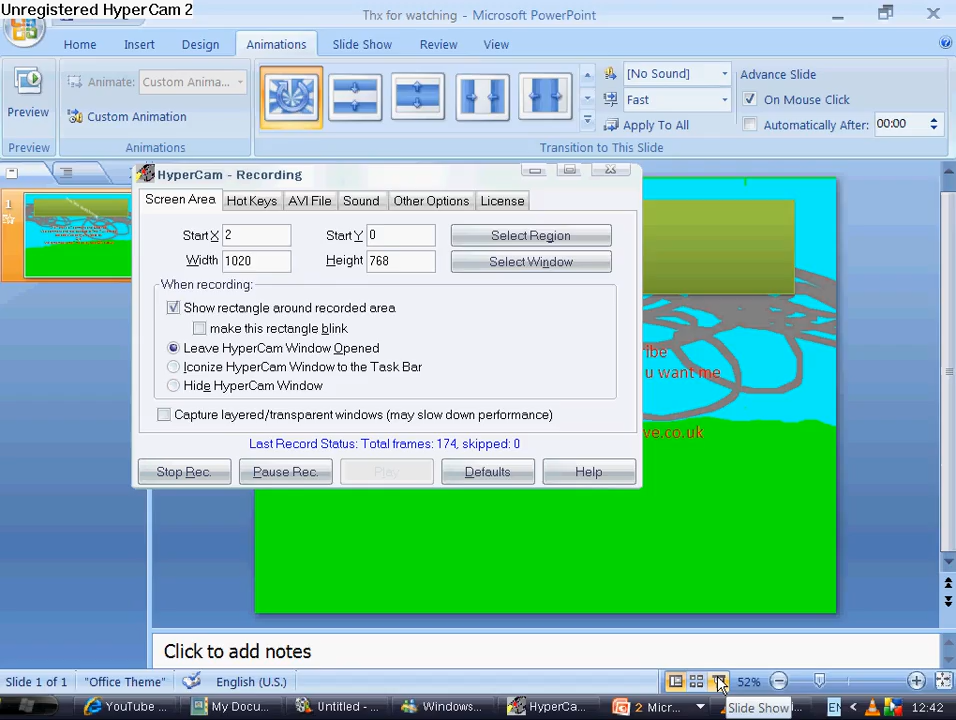 Unregistered HyperCam 2
Thx for watching - Microsoft PowerPoint
Home Insert Design Animations Slide Show Review View
Preview
Animate: Custom Anima...
Custom Animation
[No Sound]
Fast
Apply To All
Advance Slide
On Mouse Click
Automatically After: 00:00
Preview Animations Transition to This Slide
HyperCam - Recording
Screen Area Hot Keys AVI File Sound Other Options License
Start X 2 Start Y 0 Select Region
Width 1020 Height 768 Select Window
When recording:
Show rectangle around recorded area
make this rectangle blink
Leave HyperCam Window Opened
Iconize HyperCam Window to the Task Bar
Hide HyperCam Window
Capture layered/transparent windows (may slow down performance)
Last Record Status: Total frames: 174, skipped: 0
Stop Rec. Pause Rec. Play Defaults Help
1
ribe
u want me
ve.co.uk
Click to add notes
Slide 1 of 1 "Office Theme" English (U.S.) 52%
YouTube ... My Docu... Untitled - ... Windows... HyperCa... 2 Micr... Slide Show EN 12:42